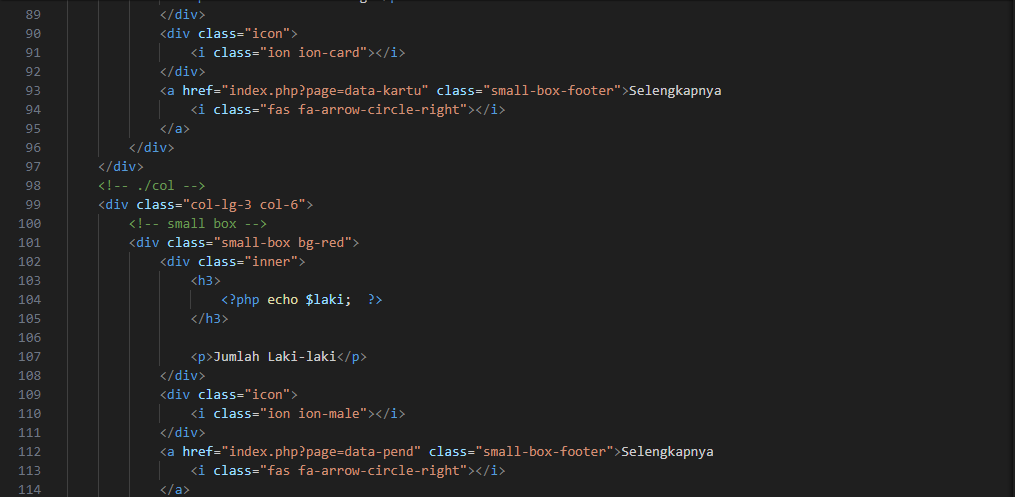 89 </div>
90 <div class="icon">
91 <i class="ion ion-card"></i>
92 </div>
93 <a href="index.php?page=data-kartu" class="small-box-footer">Selengkapnya
94 <i class="fas fa-arrow-circle-right"></i>
95 </a>
96 </div>
97 </div>
98 <!-- ./col -->
99 <div class="col-lg-3 col-6">
100 <!-- small box -->
101 <div class="small-box bg-red">
102 <div class="inner">
103 <h3>
104 <?php echo $laki;  ?>
105 </h3>
106
107 <p>Jumlah Laki-laki</p>
108 </div>
109 <div class="icon">
110 <i class="ion ion-male"></i>
111 </div>
112 <a href="index.php?page=data-pend" class="small-box-footer">Selengkapnya
113 <i class="fas fa-arrow-circle-right"></i>
114 </a>